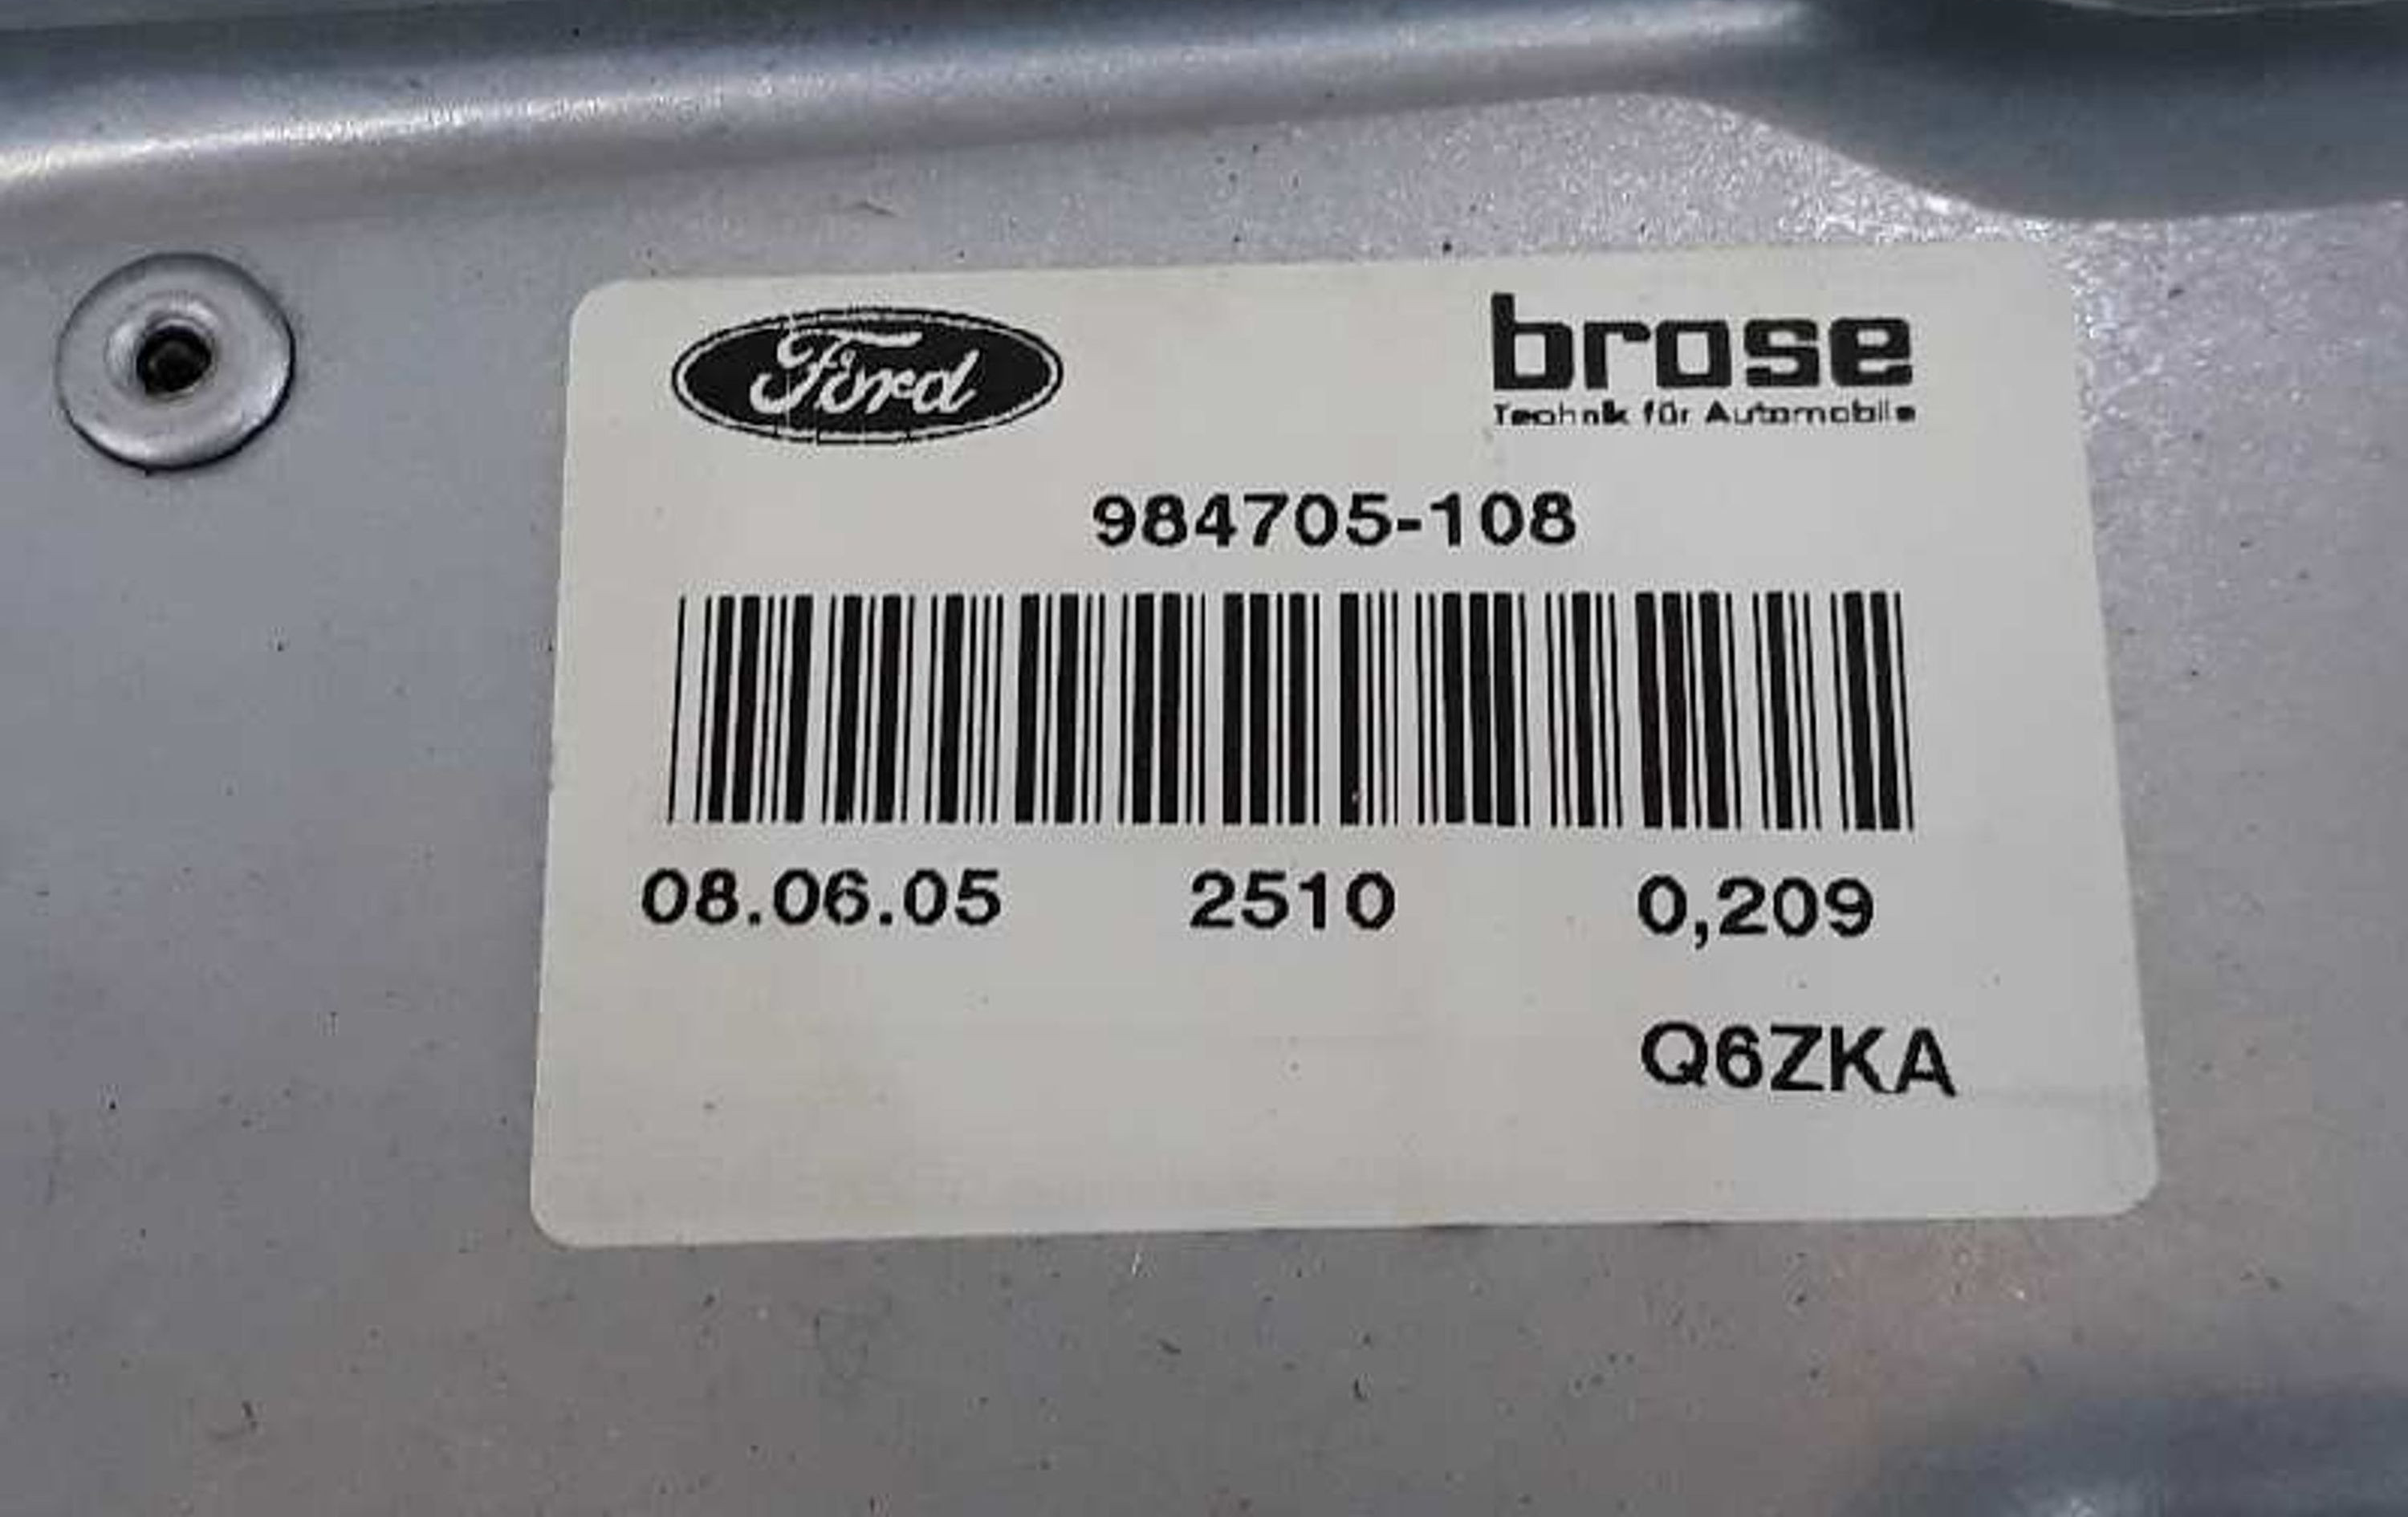 Ford
brose
Technik für Automobile
984705-108
08.06.05 2510 0,209
Q6ZKA